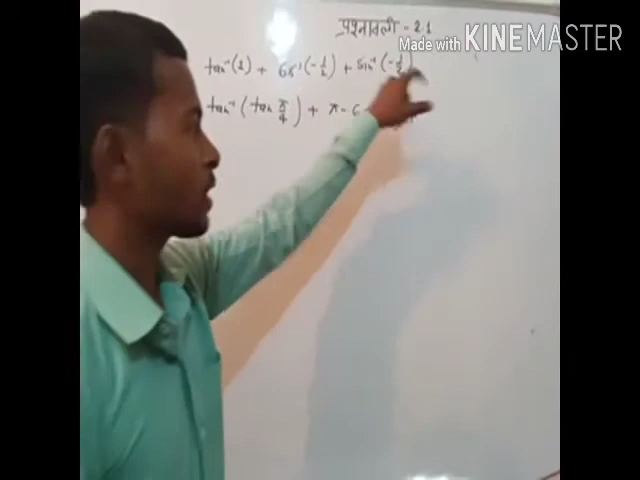 प्रश्नावली - 2.1
Made with KINEMASTER
tan⁻¹(1) + cos⁻¹(-1/2) + sin⁻¹(-1/2)
tan⁻¹(tan π/4) + π - c